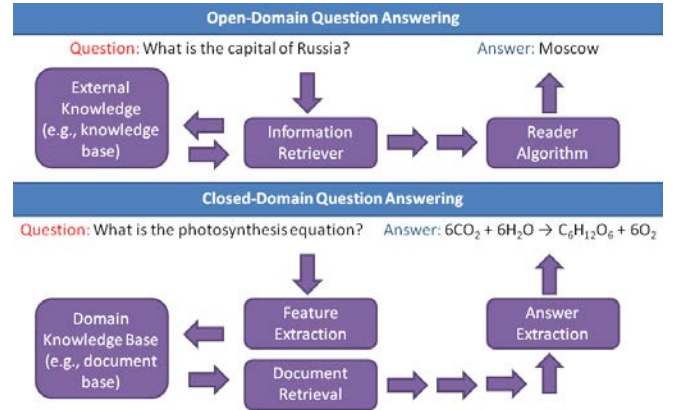 Open-Domain Question Answering
Question: What is the capital of Russia?
Answer: Moscow
External
Knowledge
(e.g., knowledge
base)
Information
Retriever
Reader
Algorithm
Closed-Domain Question Answering
Question: What is the photosynthesis equation?
Answer: 6CO₂ + 6H₂O → C₆H₁₂O₆ + 6O₂
Domain
Knowledge Base
(e.g., document
base)
Feature
Extraction
Document
Retrieval
Answer
Extraction